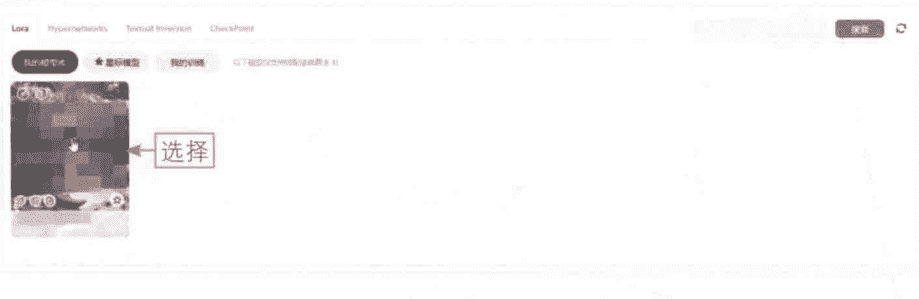 Lora Hypernetworks Textual Inversion CheckPoint 搜索
我的模型库 ★ 星标模型 我的训练
选择